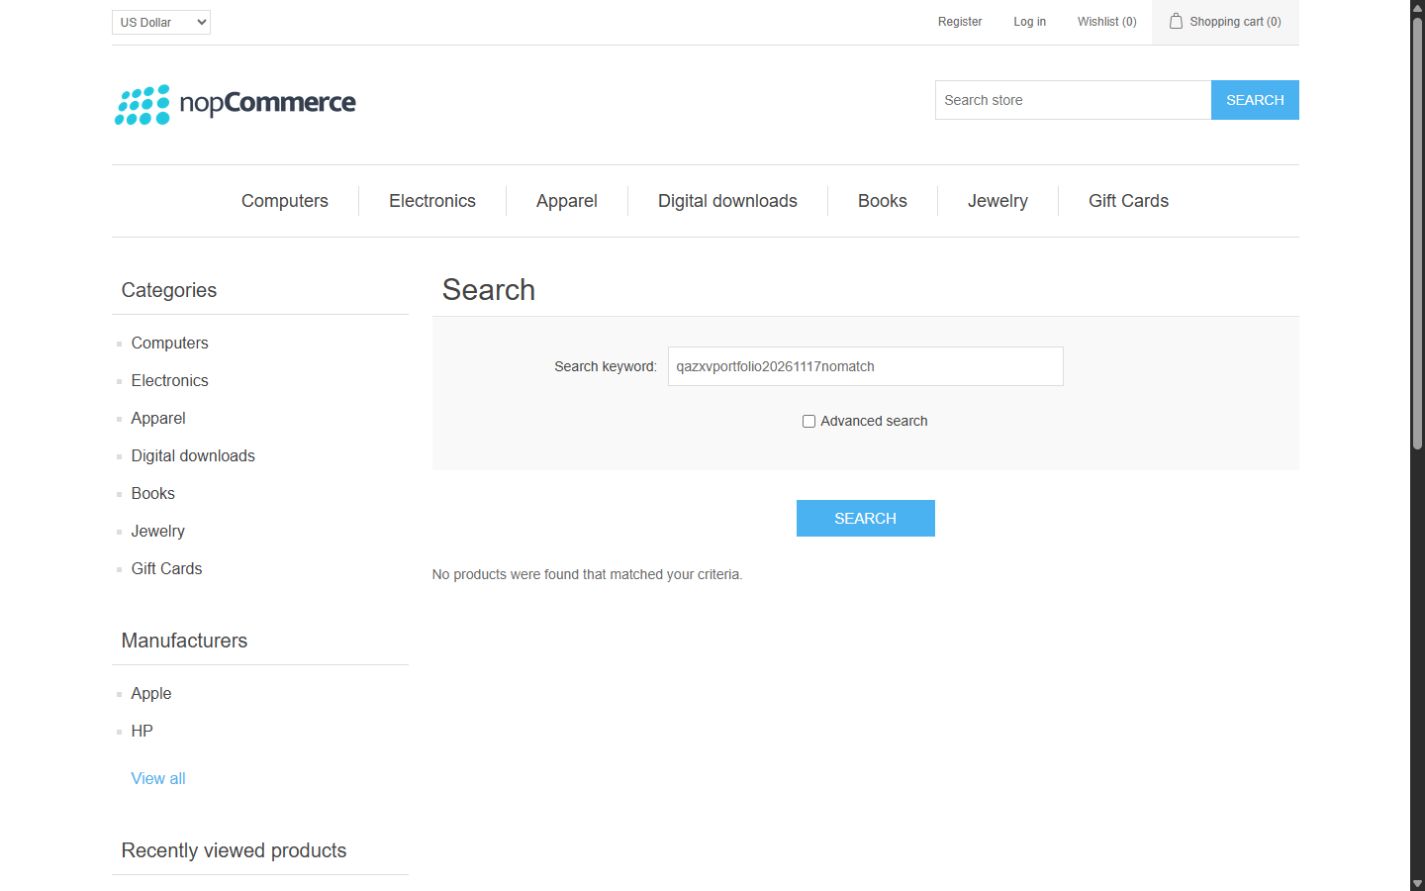 US Dollar
Register Log in Wishlist (0) Shopping cart (0)
nopCommerce
Search store SEARCH
Computers Electronics Apparel Digital downloads Books Jewelry Gift Cards
Categories
Computers
Electronics
Apparel
Digital downloads
Books
Jewelry
Gift Cards
Manufacturers
Apple
HP
View all
Recently viewed products
Search
Search keyword: qazxvportfolio20261117nomatch
Advanced search
SEARCH
No products were found that matched your criteria.